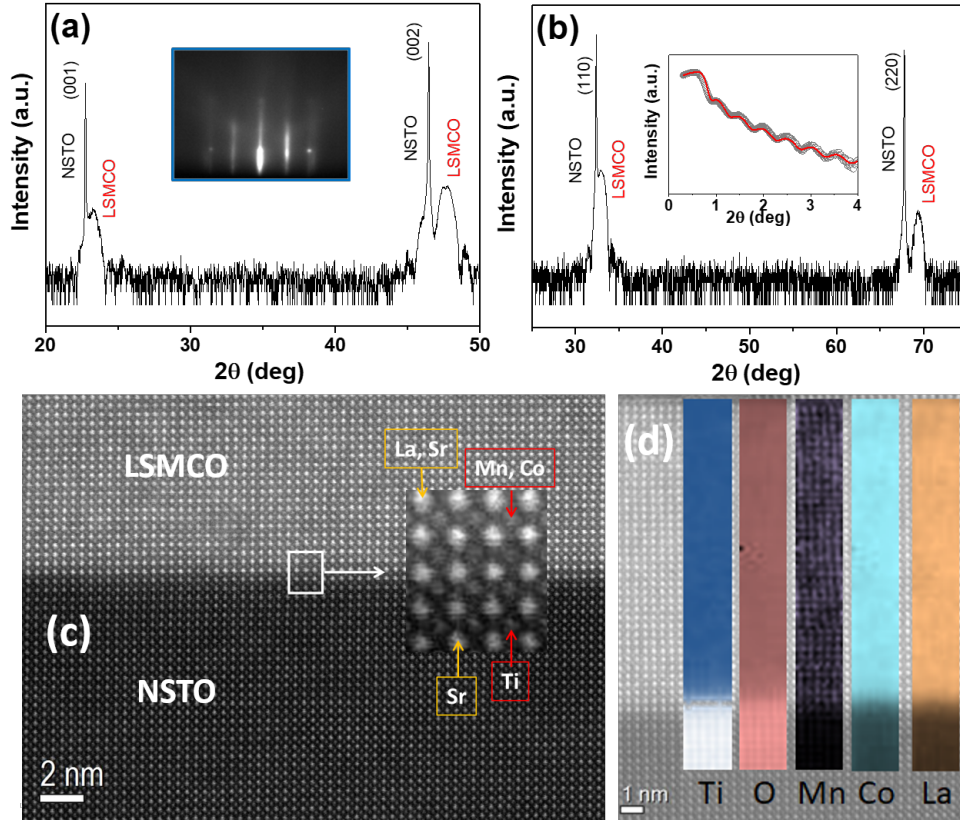 (a)
Intensity (a.u.)
NSTO (001)
LSMCO
NSTO (002)
LSMCO
20 30 40 50
2θ (deg)
(b)
Intensity (a.u.)
NSTO (110)
LSMCO
NSTO (220)
LSMCO
Intensity (a.u.)
0 1 2 3 4
2θ (deg)
30 40 50 60 70
2θ (deg)
LSMCO
La, Sr
Mn, Co
Sr
Ti
(c)
NSTO
2 nm
(d)
1 nm
Ti O Mn Co La